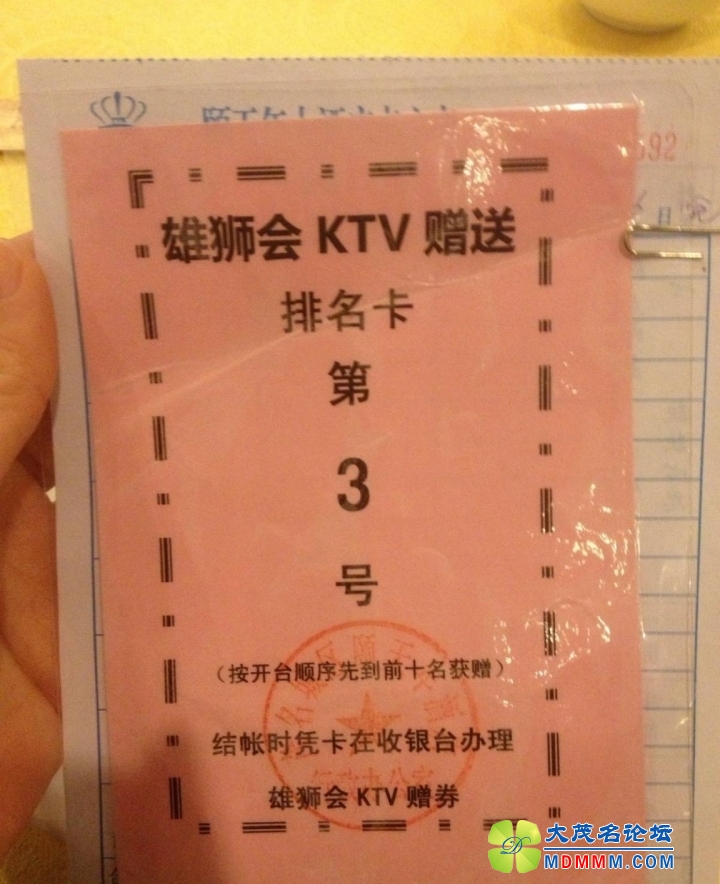 592
日
雄狮会 KTV 赠送
排名卡
第
3
号
（按开台顺序先到前十名获赠）
结帐时凭卡在收银台办理
雄狮会 KTV 赠券
大茂名论坛
MDMMM.COM